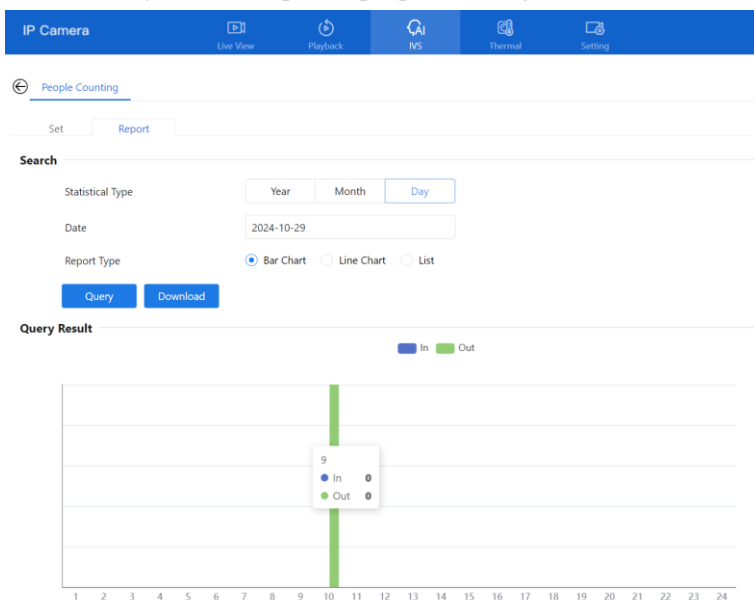 IP Camera
Live View Playback IVS Thermal Setting
AI
People Counting
Set Report
Search
Statistical Type Year Month Day
Date 2024-10-29
Report Type Bar Chart Line Chart List
Query Download
Query Result
In Out
9
In 0
Out 0
1 2 3 4 5 6 7 8 9 10 11 12 13 14 15 16 17 18 19 20 21 22 23 24